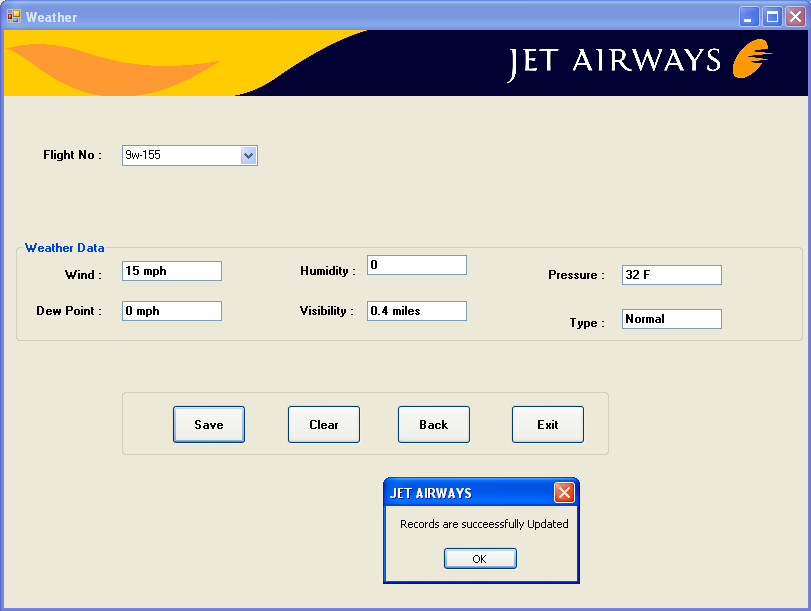 Weather
JET AIRWAYS
Flight No :
9w-155
Weather Data
Wind :
15 mph
Humidity :
0
Pressure :
32 F
Dew Point :
0 mph
Visibility :
0.4 miles
Type :
Normal
Save
Clear
Back
Exit
JET AIRWAYS
Records are succeessfully Updated
OK